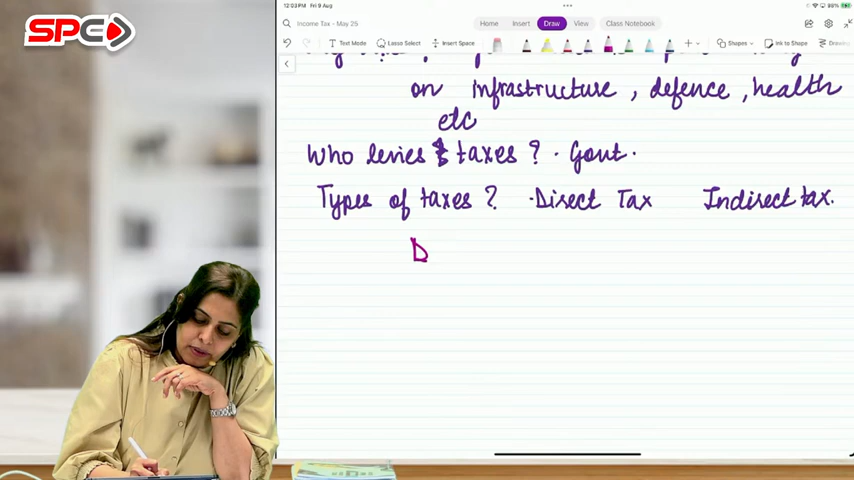 SPC
12:03 PM Fri 9 Aug
86%
Income Tax - May 25
Home Insert Draw View Class Notebook
Text Mode Lasso Select Insert Space Shapes Ink to Shape Drawing
on infrastructure, defence, health
etc
Who levies taxes? · Govt.
Types of taxes? · Direct Tax Indirect tax.
D